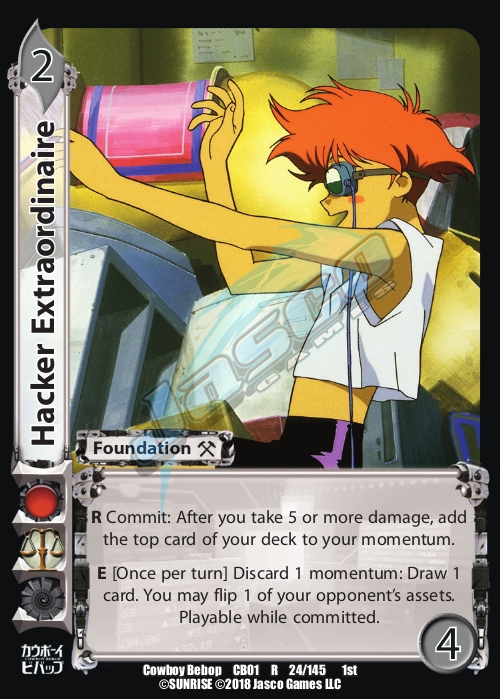 2
Hacker Extraordinaire
Jasco
GAMES
Foundation
R Commit: After you take 5 or more damage, add
the top card of your deck to your momentum.
E [Once per turn] Discard 1 momentum: Draw 1
card. You may flip 1 of your opponent's assets.
Playable while committed.
4
カウボーイ
ビバップ
Cowboy Bebop CB01 R 24/145 1st
©SUNRISE ©2018 Jasco Games LLC